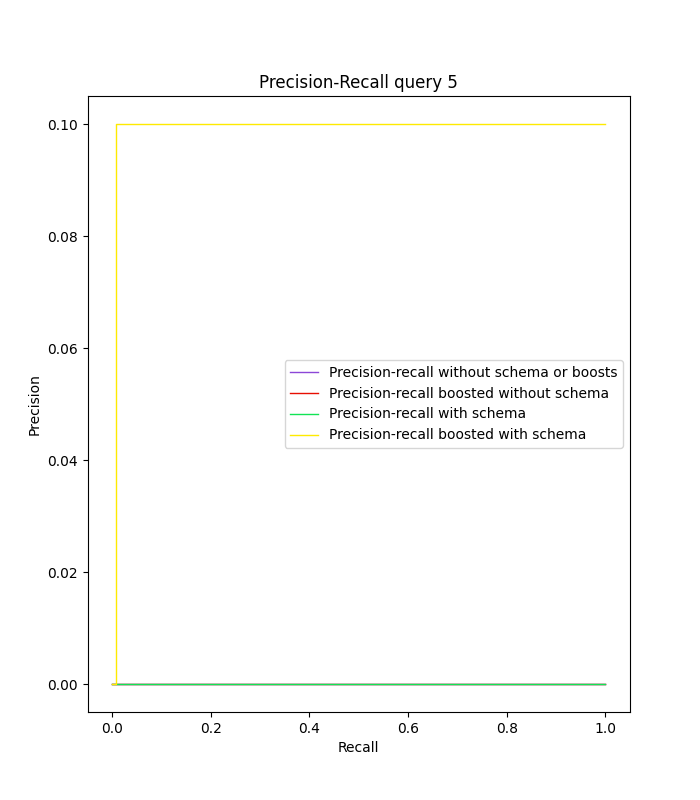 Precision-Recall query 5
0.10
0.08
0.06
0.04
0.02
0.00
Precision
Precision-recall without schema or boosts
Precision-recall boosted without schema
Precision-recall with schema
Precision-recall boosted with schema
0.0 0.2 0.4 0.6 0.8 1.0
Recall